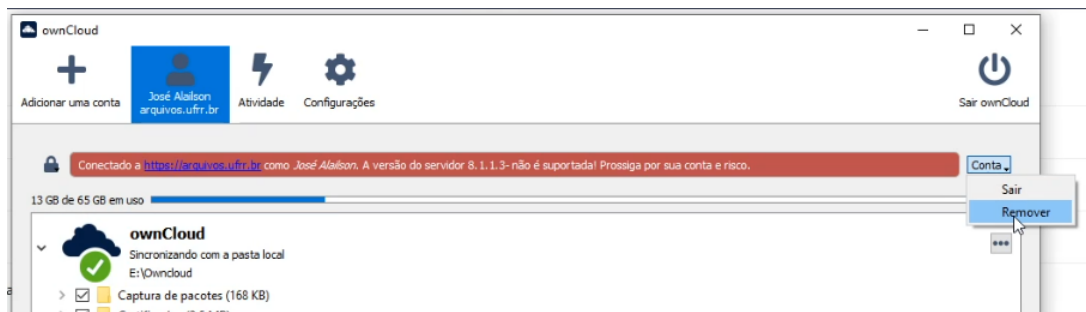 ownCloud
Adicionar uma conta
José Alailson
arquivos.ufrr.br
Atividade
Configurações
Sair ownCloud
Conectado a https://arquivos.ufrr.br como José Alailson. A versão do servidor 8.1.1.3- não é suportada! Prossiga por sua conta e risco.
Conta
Sair
Remover
13 GB de 65 GB em uso
ownCloud
Sincronizando com a pasta local
E:\Owncloud
Captura de pacotes (168 KB)